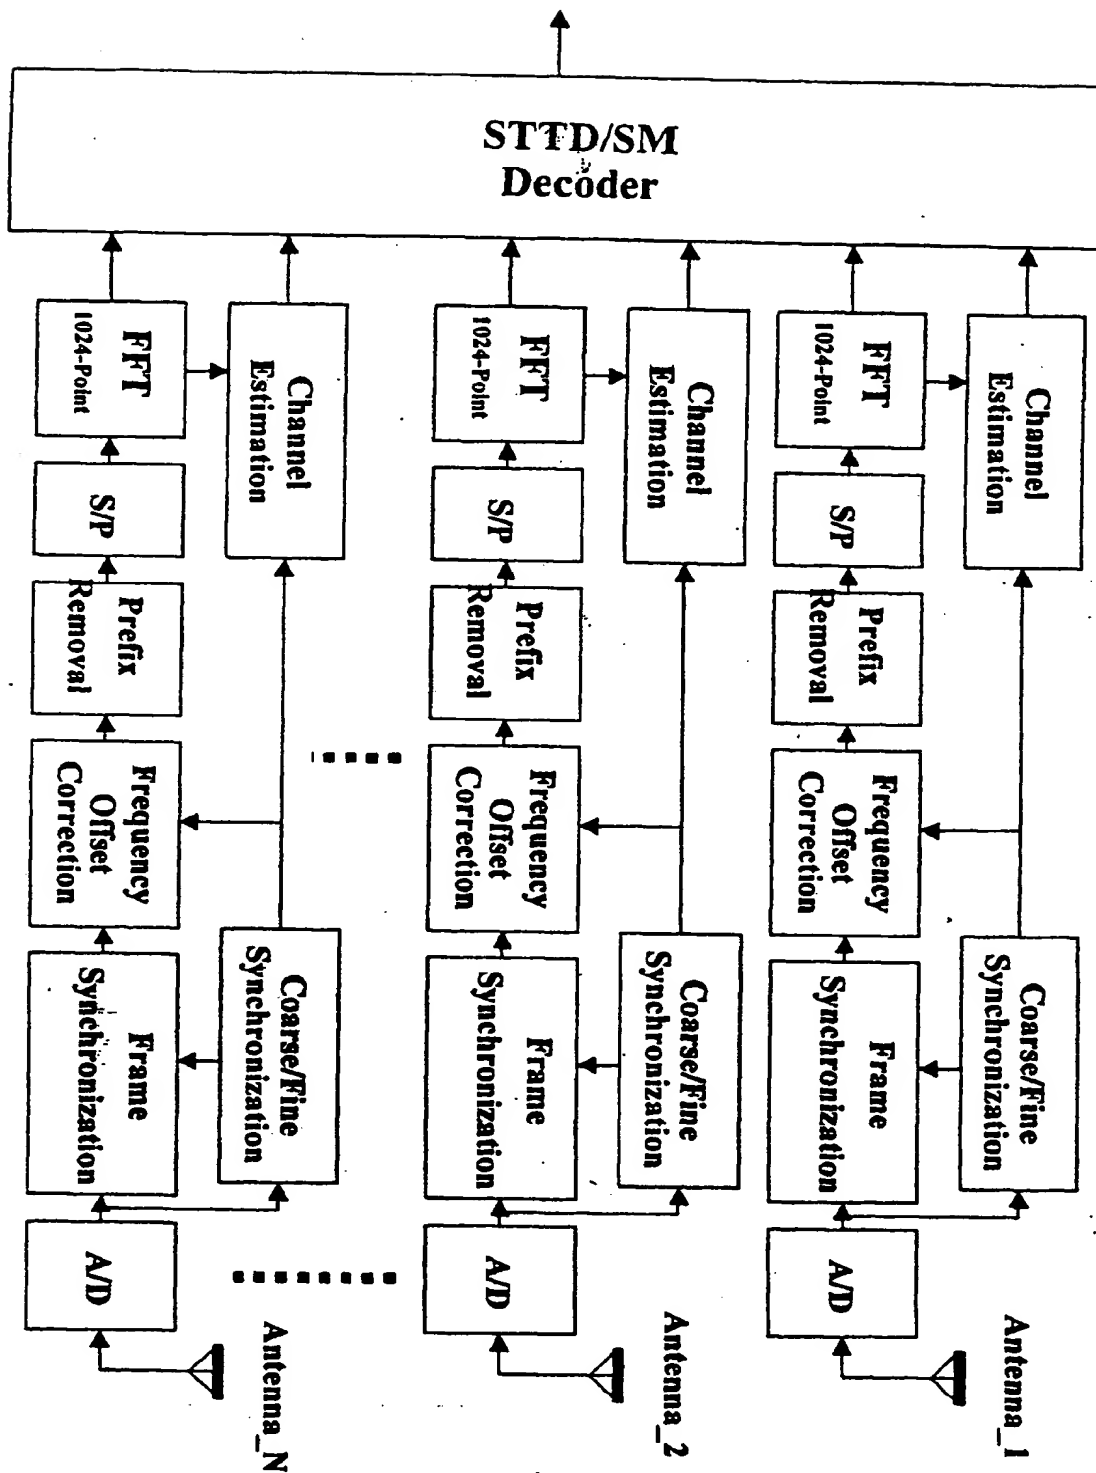 STTD/SM
Decoder
Antenna_1
A/D
Coarse/Fine
Synchronization
Frame
Synchronization
Frequency
Offset
Correction
Prefix
Removal
S/P
FFT
1024-Point
Channel
Estimation
Antenna_2
A/D
Coarse/Fine
Synchronization
Frame
Synchronization
Frequency
Offset
Correction
Prefix
Removal
S/P
FFT
1024-Point
Channel
Estimation
Antenna_N
A/D
Coarse/Fine
Synchronization
Frame
Synchronization
Frequency
Offset
Correction
Prefix
Removal
S/P
FFT
1024-Point
Channel
Estimation